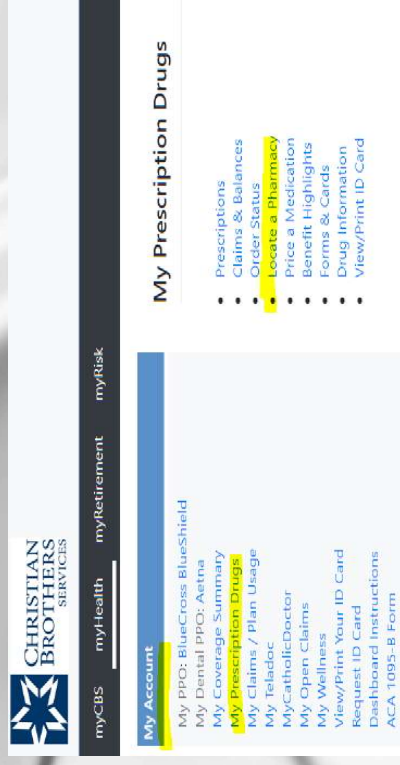 CHRISTIAN
BROTHERS
SERVICES
myCBS myHealth myRetirement myRisk
My Account
My PPO: BlueCross BlueShield
My Dental PPO: Aetna
My Coverage Summary
My Prescription Drugs
My Claims / Plan Usage
My Teladoc
MyCatholicDoctor
My Open Claims
My Wellness
View/Print Your ID Card
Request ID Card
Dashboard Instructions
ACA 1095-B Form
My Prescription Drugs
• Prescriptions
• Claims & Balances
• Order Status
• Locate a Pharmacy
• Price a Medication
• Benefit Highlights
• Forms & Cards
• Drug Information
• View/Print ID Card